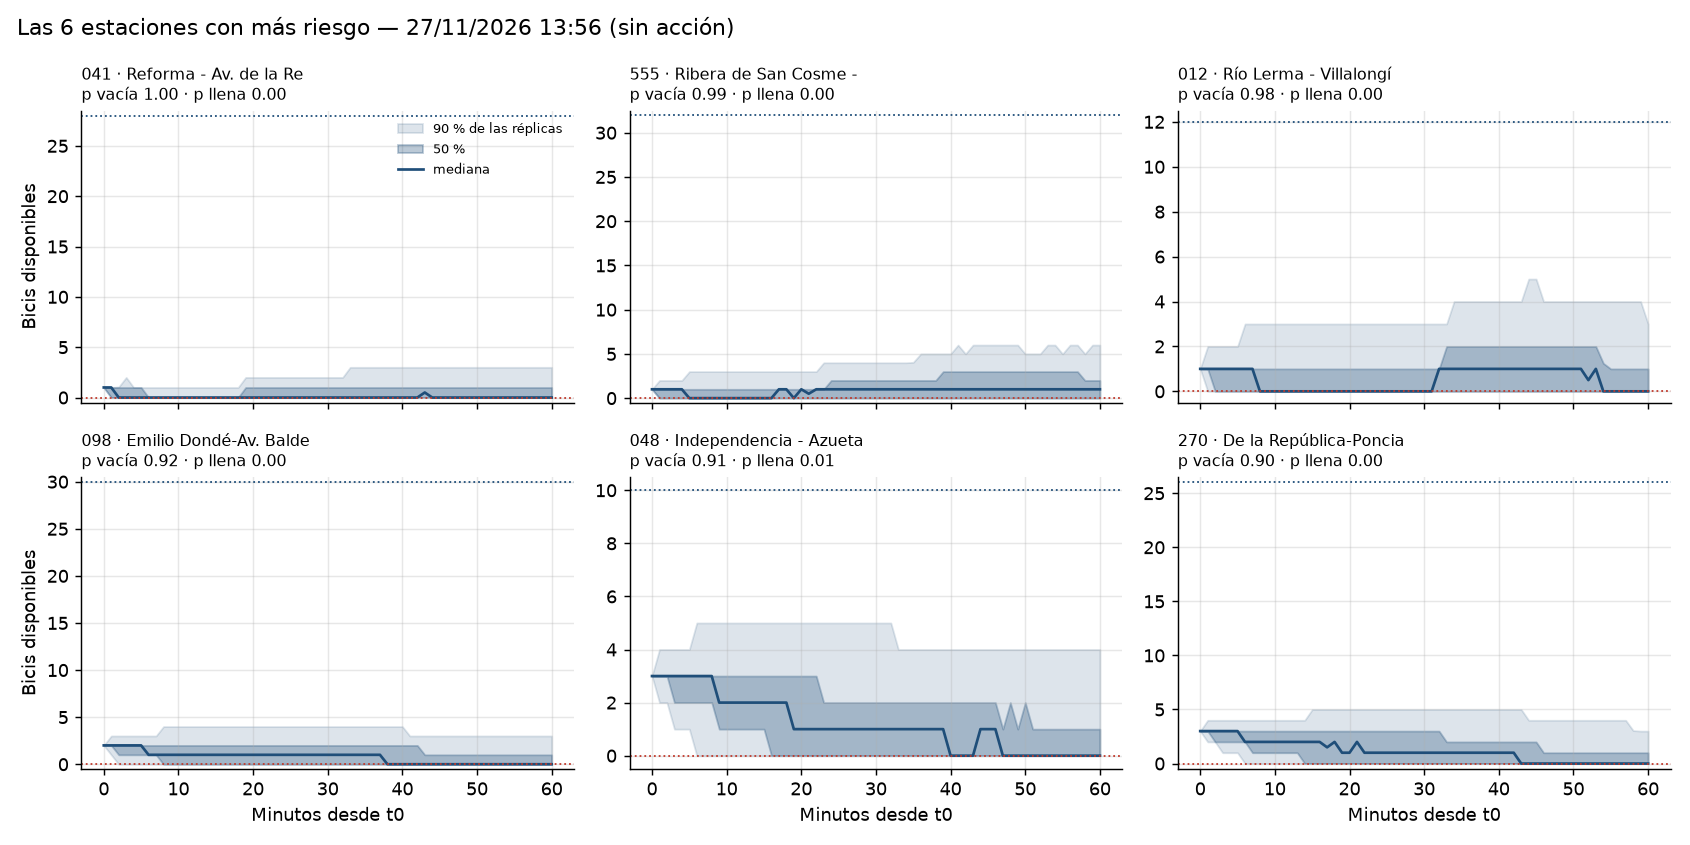 Las 6 estaciones con más riesgo — 27/11/2026 13:56 (sin acción)
041 · Reforma - Av. de la Re
p vacía 1.00 · p llena 0.00
555 · Ribera de San Cosme -
p vacía 0.99 · p llena 0.00
012 · Río Lerma - Villalongí
p vacía 0.98 · p llena 0.00
Bicis disponibles
25
20
15
10
5
0
90 % de las réplicas
50 %
mediana
30
25
20
15
10
5
0
12
10
8
6
4
2
0
098 · Emilio Dondé-Av. Balde
p vacía 0.92 · p llena 0.00
048 · Independencia - Azueta
p vacía 0.91 · p llena 0.01
270 · De la República-Poncia
p vacía 0.90 · p llena 0.00
Bicis disponibles
30
25
20
15
10
5
0
0 10 20 30 40 50 60
Minutos desde t0
10
8
6
4
2
0
0 10 20 30 40 50 60
Minutos desde t0
25
20
15
10
5
0
0 10 20 30 40 50 60
Minutos desde t0